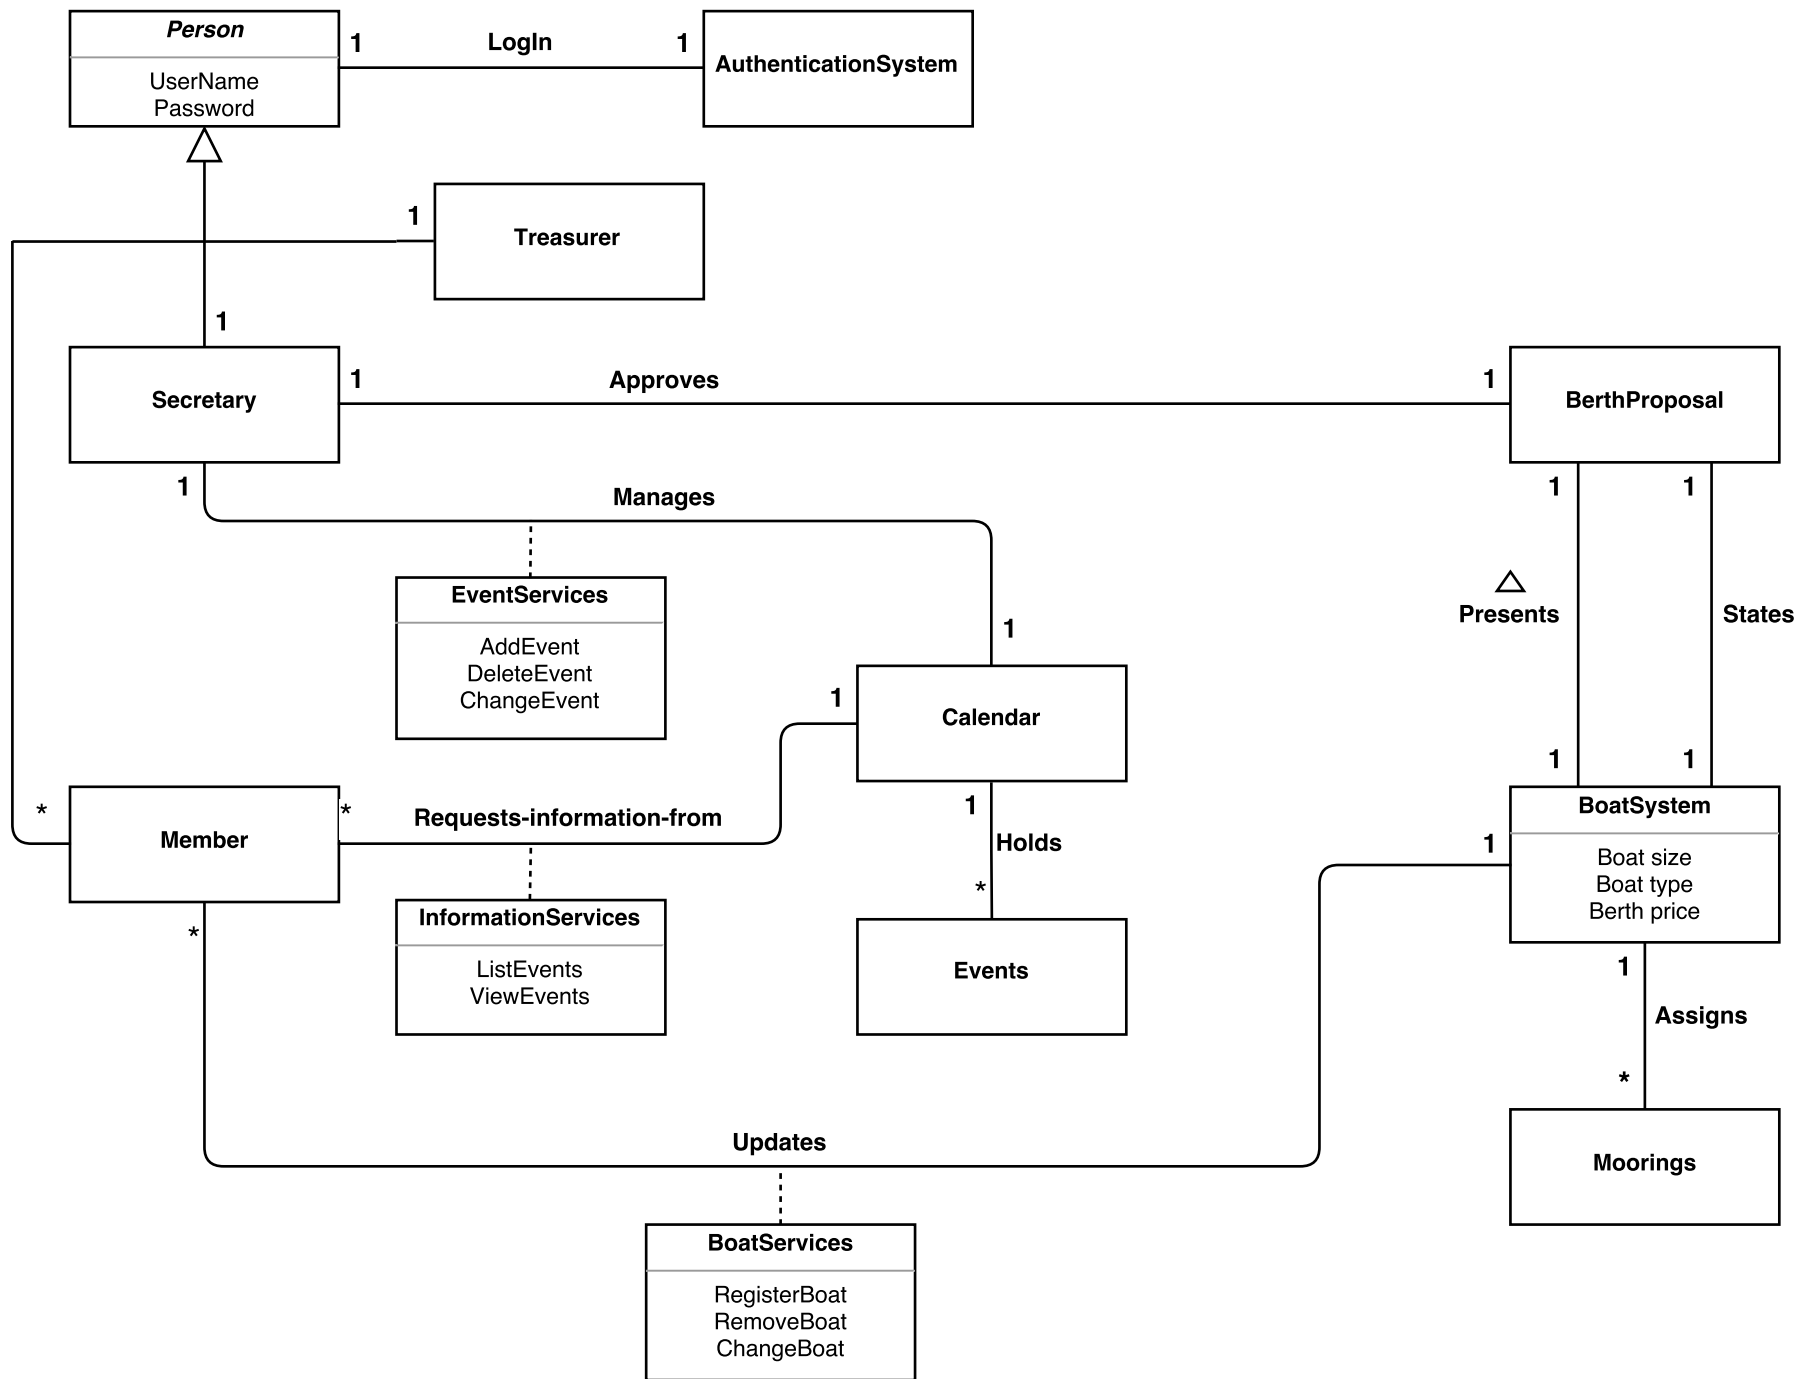 Person
UserName
Password
1
LogIn
1
AuthenticationSystem
1
Treasurer
1
Secretary
1
Approves
1
BerthProposal
1
Manages
1
1
EventServices
AddEvent
DeleteEvent
ChangeEvent
1
Presents
States
1
Calendar
1
1
*
Member
*
Requests-information-from
1
Holds
*
Events
InformationServices
ListEvents
ViewEvents
1
BoatSystem
Boat size
Boat type
Berth price
*
1
Assigns
*
Moorings
Updates
BoatServices
RegisterBoat
RemoveBoat
ChangeBoat